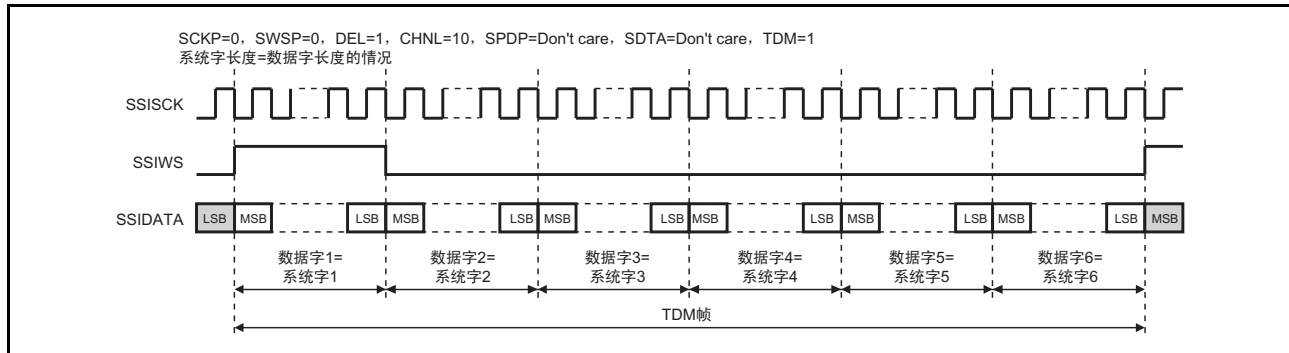 SCKP=0，SWSP=0，DEL=1，CHNL=10，SPDP=Don't care，SDTA=Don't care，TDM=1
系统字长度=数据字长度的情况
SSISCK
SSIWS
SSIDATA LSB MSB LSB MSB LSB MSB LSB MSB LSB MSB LSB MSB LSB MSB
数据字1= 数据字2= 数据字3= 数据字4= 数据字5= 数据字6=
系统字1 系统字2 系统字3 系统字4 系统字5 系统字6
TDM帧